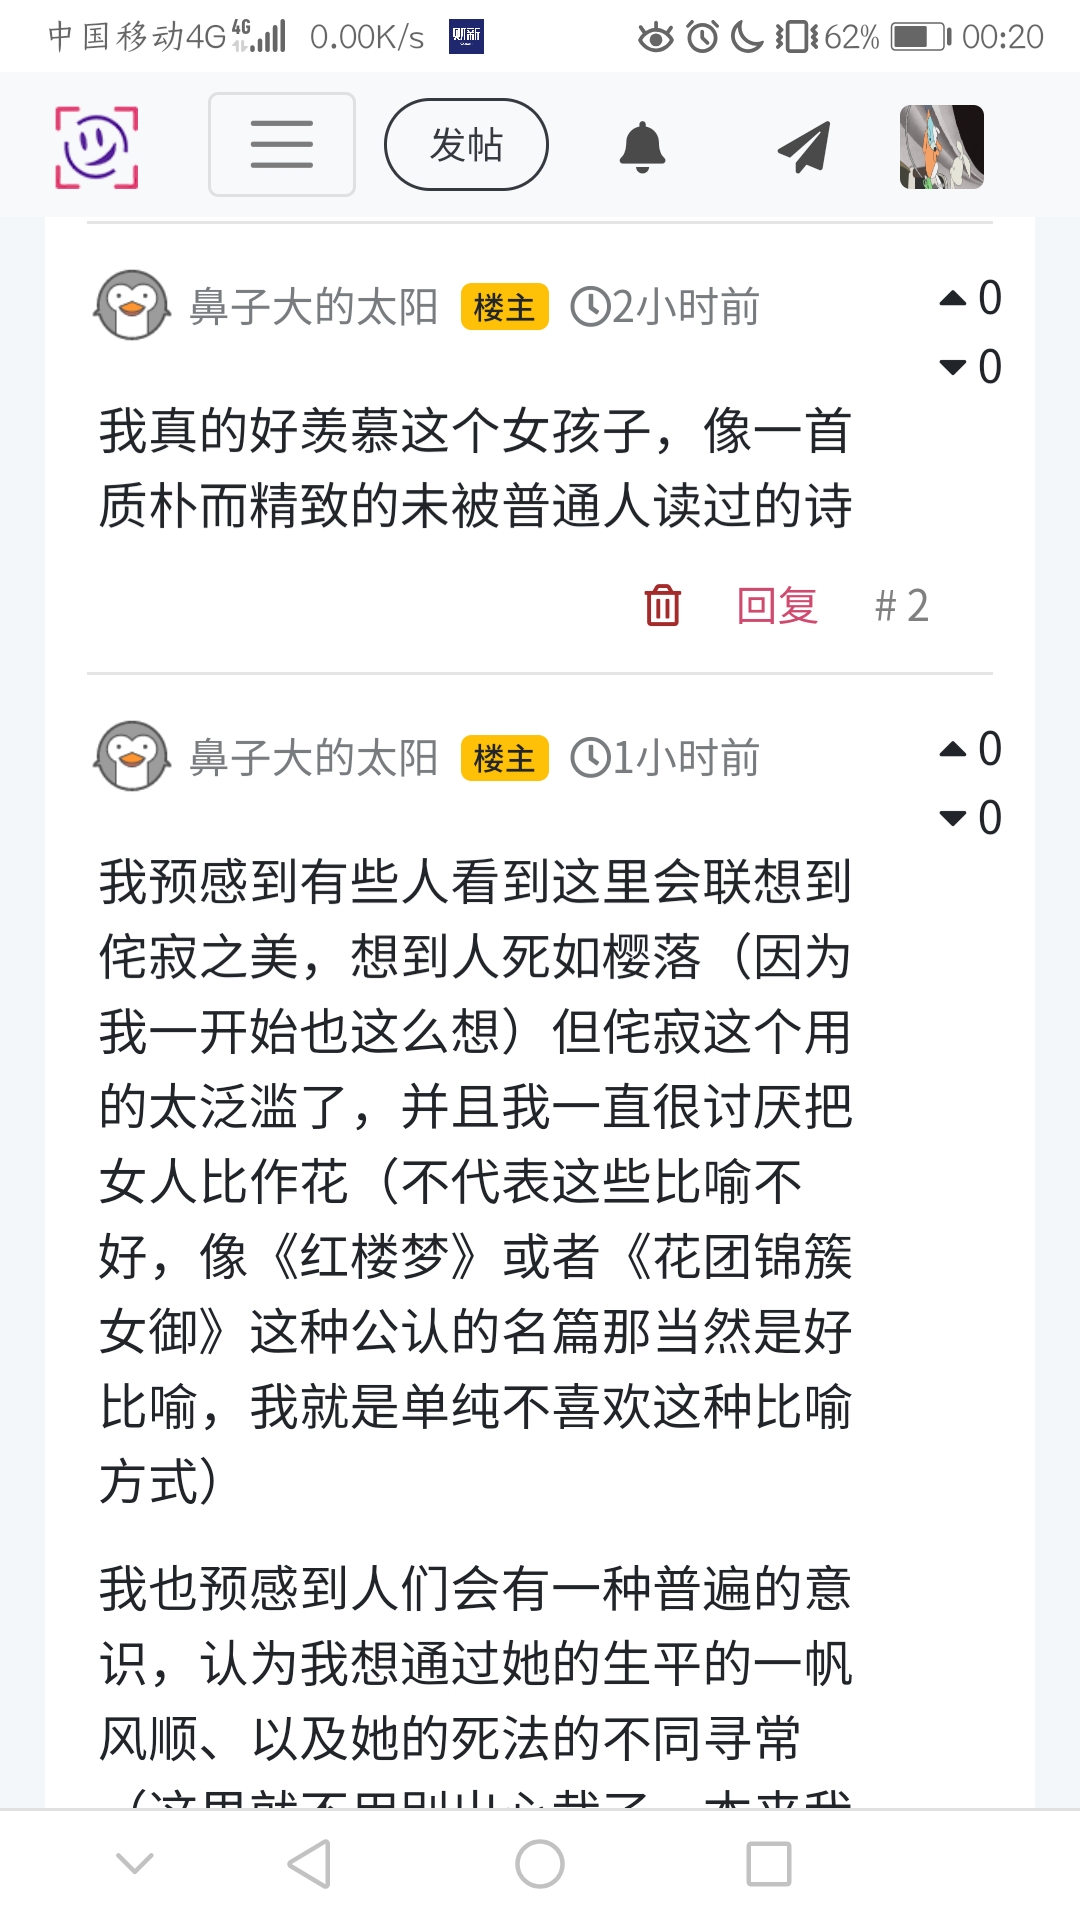 中国移动4G 4G 0.00K/s 财新 62% 00:20
发帖
鼻子大的太阳 楼主 2小时前 0
0
我真的好羡慕这个女孩子，像一首
质朴而精致的未被普通人读过的诗
回复 # 2
鼻子大的太阳 楼主 1小时前 0
0
我预感到有些人看到这里会联想到
侘寂之美，想到人死如樱落（因为
我一开始也这么想）但侘寂这个用
的太泛滥了，并且我一直很讨厌把
女人比作花（不代表这些比喻不
好，像《红楼梦》或者《花团锦簇
女御》这种公认的名篇那当然是好
比喻，我就是单纯不喜欢这种比喻
方式）
我也预感到人们会有一种普遍的意
识，认为我想通过她的生平的一帆
风顺、以及她的死法的不同寻常